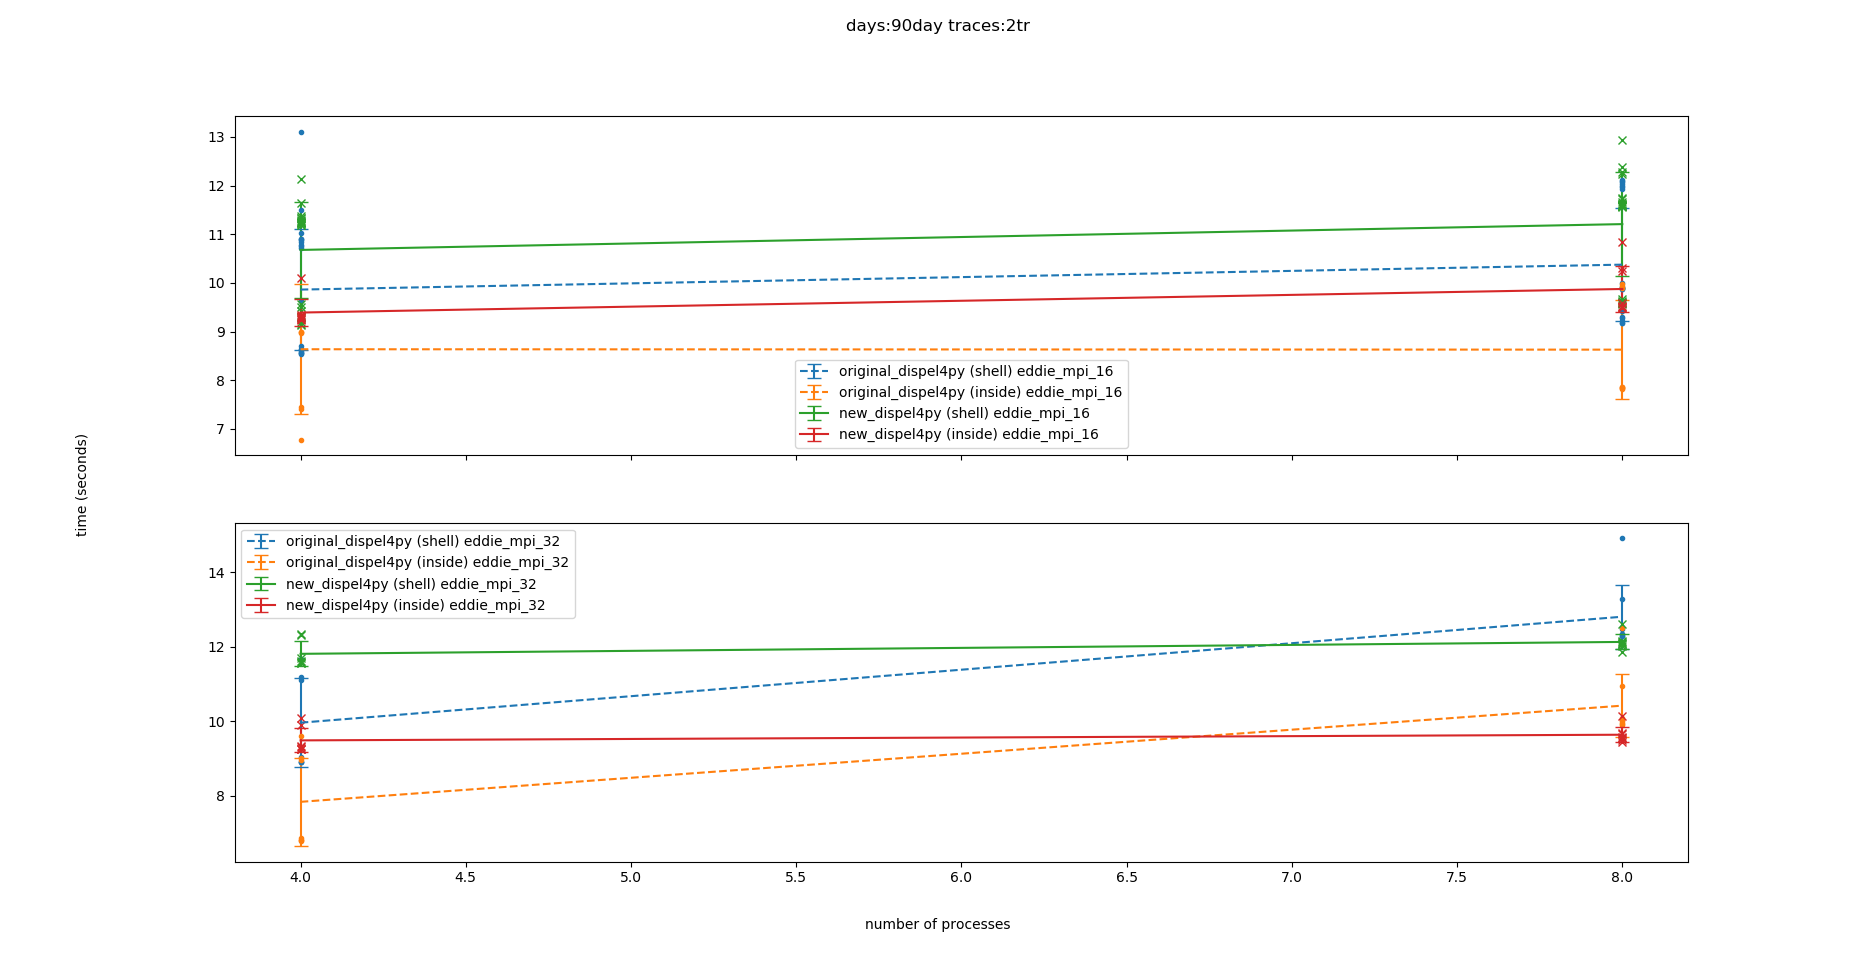 days:90day traces:2tr
13
12
11
10
9
8
7
original_dispel4py (shell) eddie_mpi_16
original_dispel4py (inside) eddie_mpi_16
new_dispel4py (shell) eddie_mpi_16
new_dispel4py (inside) eddie_mpi_16
time (seconds)
original_dispel4py (shell) eddie_mpi_32
original_dispel4py (inside) eddie_mpi_32
new_dispel4py (shell) eddie_mpi_32
new_dispel4py (inside) eddie_mpi_32
14
12
10
8
4.0 4.5 5.0 5.5 6.0 6.5 7.0 7.5 8.0
number of processes